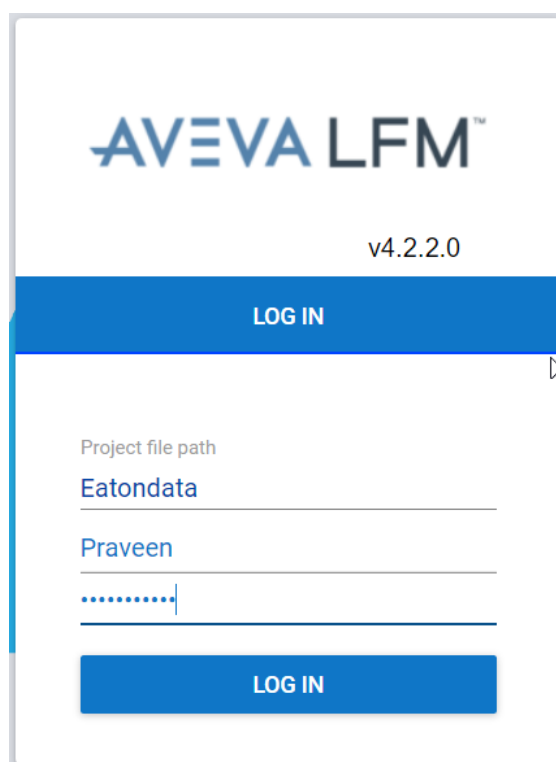 AVEVA LFM™
v4.2.2.0
LOG IN
Project file path
Eatondata
Praveen
•••••••••••
LOG IN